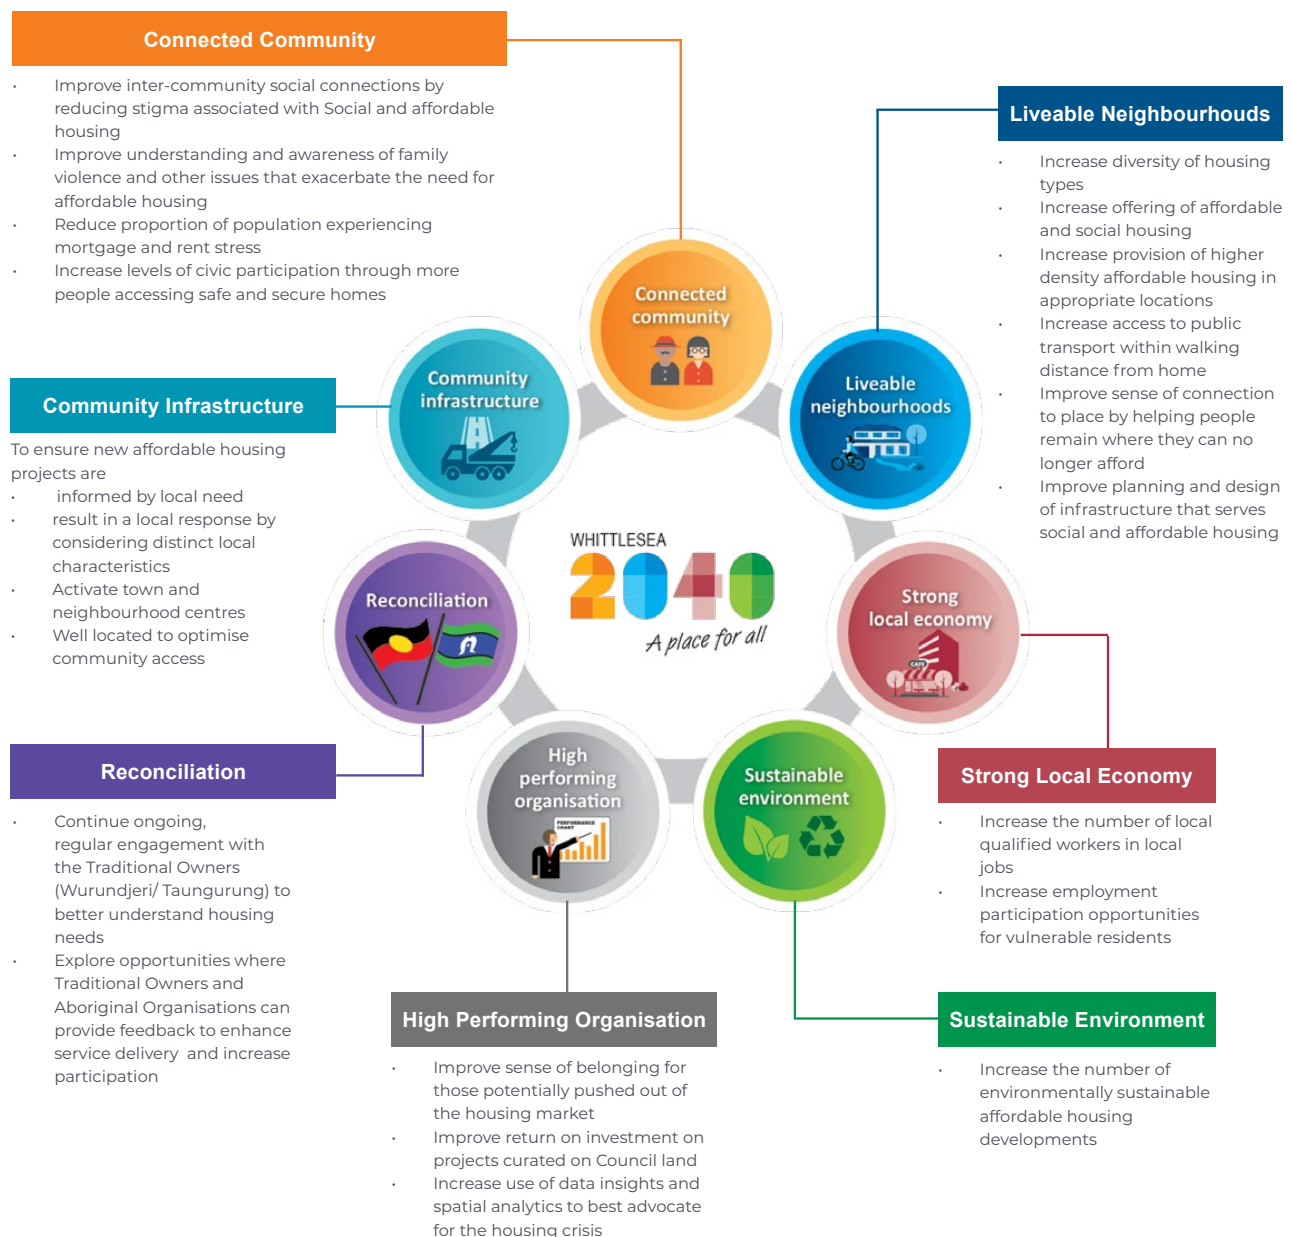 Connected Community
• Improve inter-community social connections by
reducing stigma associated with Social and affordable
housing
• Improve understanding and awareness of family
violence and other issues that exacerbate the need for
affordable housing
• Reduce proportion of population experiencing
mortgage and rent stress
• Increase levels of civic participation through more
people accessing safe and secure homes
Liveable Neighbourhouds
• Increase diversity of housing
types
• Increase offering of affordable
and social housing
• Increase provision of higher
density affordable housing in
appropriate locations
• Increase access to public
transport within walking
distance from home
• Improve sense of connection
to place by helping people
remain where they can no
longer afford
• Improve planning and design
of infrastructure that serves
social and affordable housing
Community Infrastructure
To ensure new affordable housing
projects are
• informed by local need
• result in a local response by
considering distinct local
characteristics
• Activate town and
neighbourhood centres
• Well located to optimise
community access
Connected
community
Community
infrastructure
Liveable
neighbourhoods
Reconciliation
WHITTLESEA
2040
A place for all
Strong
local economy
CAFE
High
performing
organisation
PERFORMANCE
CHART
Sustainable
environment
Reconciliation
• Continue ongoing,
regular engagement with
the Traditional Owners
(Wurundjeri/ Taungurung) to
better understand housing
needs
• Explore opportunities where
Traditional Owners and
Aboriginal Organisations can
provide feedback to enhance
service delivery and increase
participation
Strong Local Economy
• Increase the number of local
qualified workers in local
jobs
• Increase employment
participation opportunities
for vulnerable residents
High Performing Organisation
• Improve sense of belonging for
those potentially pushed out of
the housing market
• Improve return on investment on
projects curated on Council land
• Increase use of data insights and
spatial analytics to best advocate
for the housing crisis
Sustainable Environment
• Increase the number of
environmentally sustainable
affordable housing
developments